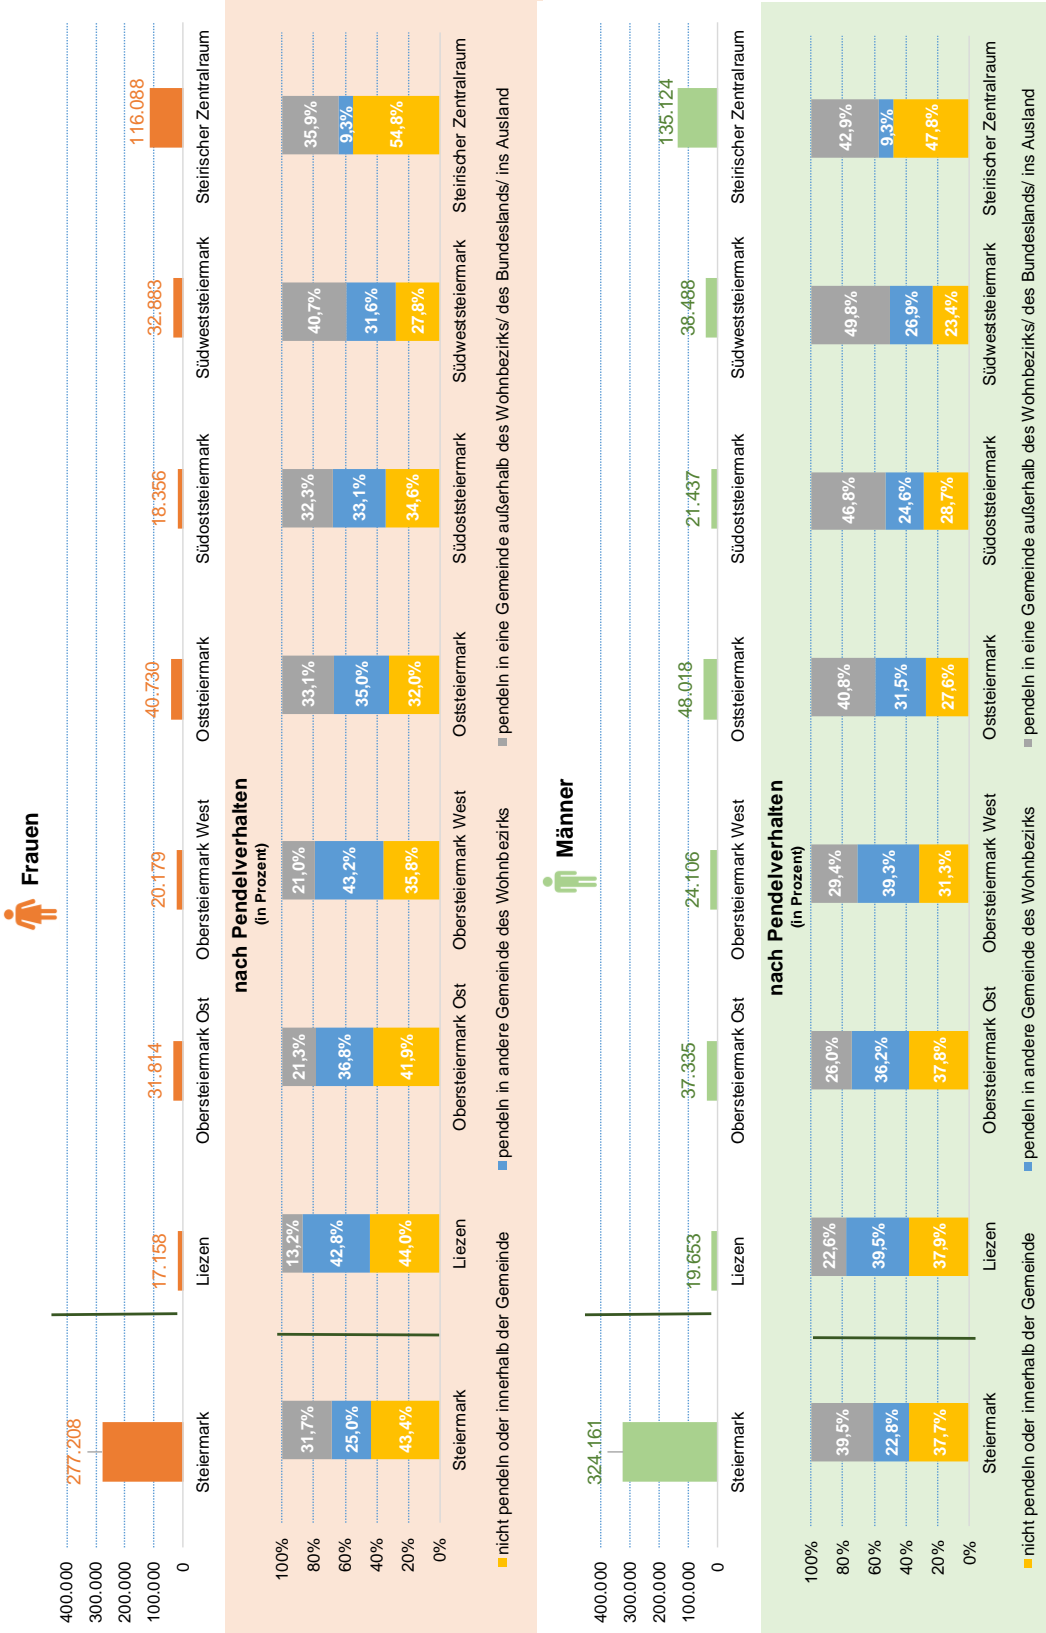 Frauen
400.000
300.000
200.000
100.000
0
277.208
17.158
31.814
20.179
40.730
18.356
32.883
116.088
Steiermark
Liezen
Obersteiermark Ost
Obersteiermark West
Oststeiermark
Südoststeiermark
Südweststeiermark
Steirischer Zentralraum
nach Pendelverhalten
(in Prozent)
100%
80%
60%
40%
20%
0%
31,7%
13,2%
21,3%
21,0%
33,1%
32,3%
40,7%
35,9%
25,0%
42,8%
36,8%
43,2%
35,0%
33,1%
31,6%
9,3%
43,4%
44,0%
41,9%
35,8%
32,0%
34,6%
27,8%
54,8%
Steiermark
Liezen
Obersteiermark Ost
Obersteiermark West
Oststeiermark
Südoststeiermark
Südweststeiermark
Steirischer Zentralraum
nicht pendeln oder innerhalb der Gemeinde
pendeln in andere Gemeinde des Wohnbezirks
pendeln in eine Gemeinde außerhalb des Wohnbezirks/ des Bundeslands/ ins Ausland
Männer
400.000
300.000
200.000
100.000
0
324.161
19.653
37.335
24.106
48.018
21.437
38.488
135.124
Steiermark
Liezen
Obersteiermark Ost
Obersteiermark West
Oststeiermark
Südoststeiermark
Südweststeiermark
Steirischer Zentralraum
nach Pendelverhalten
(in Prozent)
100%
80%
60%
40%
20%
0%
39,5%
22,6%
26,0%
29,4%
40,8%
46,8%
49,8%
42,9%
22,8%
39,5%
36,2%
39,3%
31,5%
24,6%
26,9%
9,3%
37,7%
37,9%
37,8%
31,3%
27,6%
28,7%
23,4%
47,8%
Steiermark
Liezen
Obersteiermark Ost
Obersteiermark West
Oststeiermark
Südoststeiermark
Südweststeiermark
Steirischer Zentralraum
nicht pendeln oder innerhalb der Gemeinde
pendeln in andere Gemeinde des Wohnbezirks
pendeln in eine Gemeinde außerhalb des Wohnbezirks/ des Bundeslands/ ins Ausland